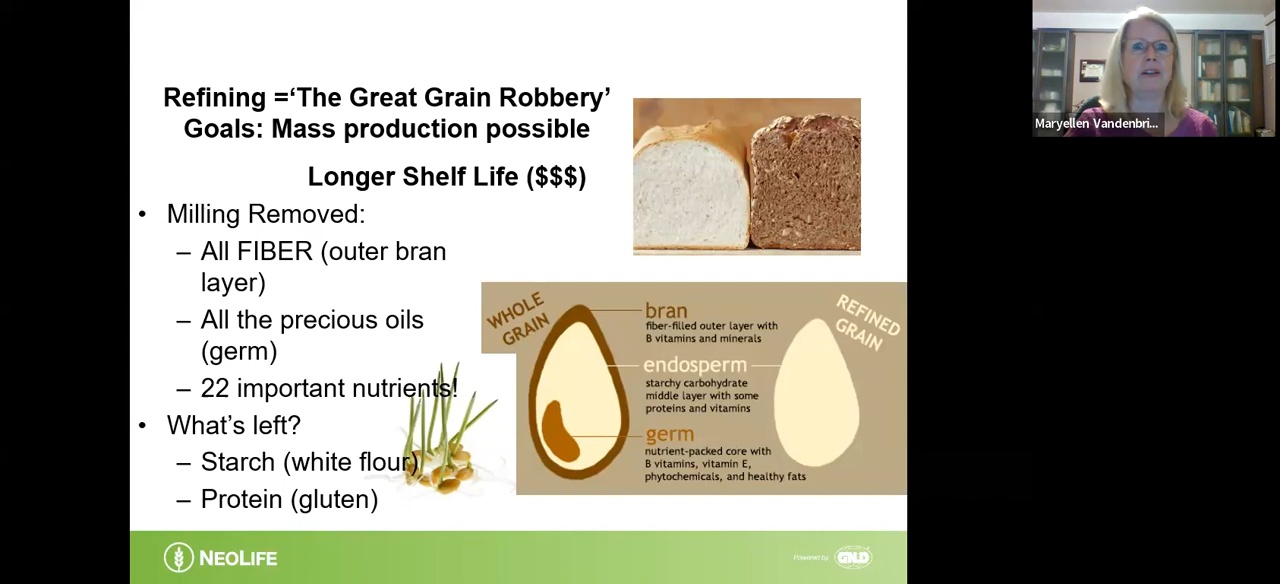 Refining =‘The Great Grain Robbery’
Goals: Mass production possible
Longer Shelf Life ($$$)
• Milling Removed:
– All FIBER (outer bran
layer)
– All the precious oils
(germ)
– 22 important nutrients!
• What’s left?
– Starch (white flour)
– Protein (gluten)
WHOLE
GRAIN
bran
fiber-filled outer layer with
B vitamins and minerals
endosperm
starchy carbohydrate
middle layer with some
proteins and vitamins
germ
nutrient-packed core with
B vitamins, vitamin E,
phytochemicals, and healthy fats
REFINED
GRAIN
NEOLIFE
Powered by
GNLD
Maryellen Vandenbri...